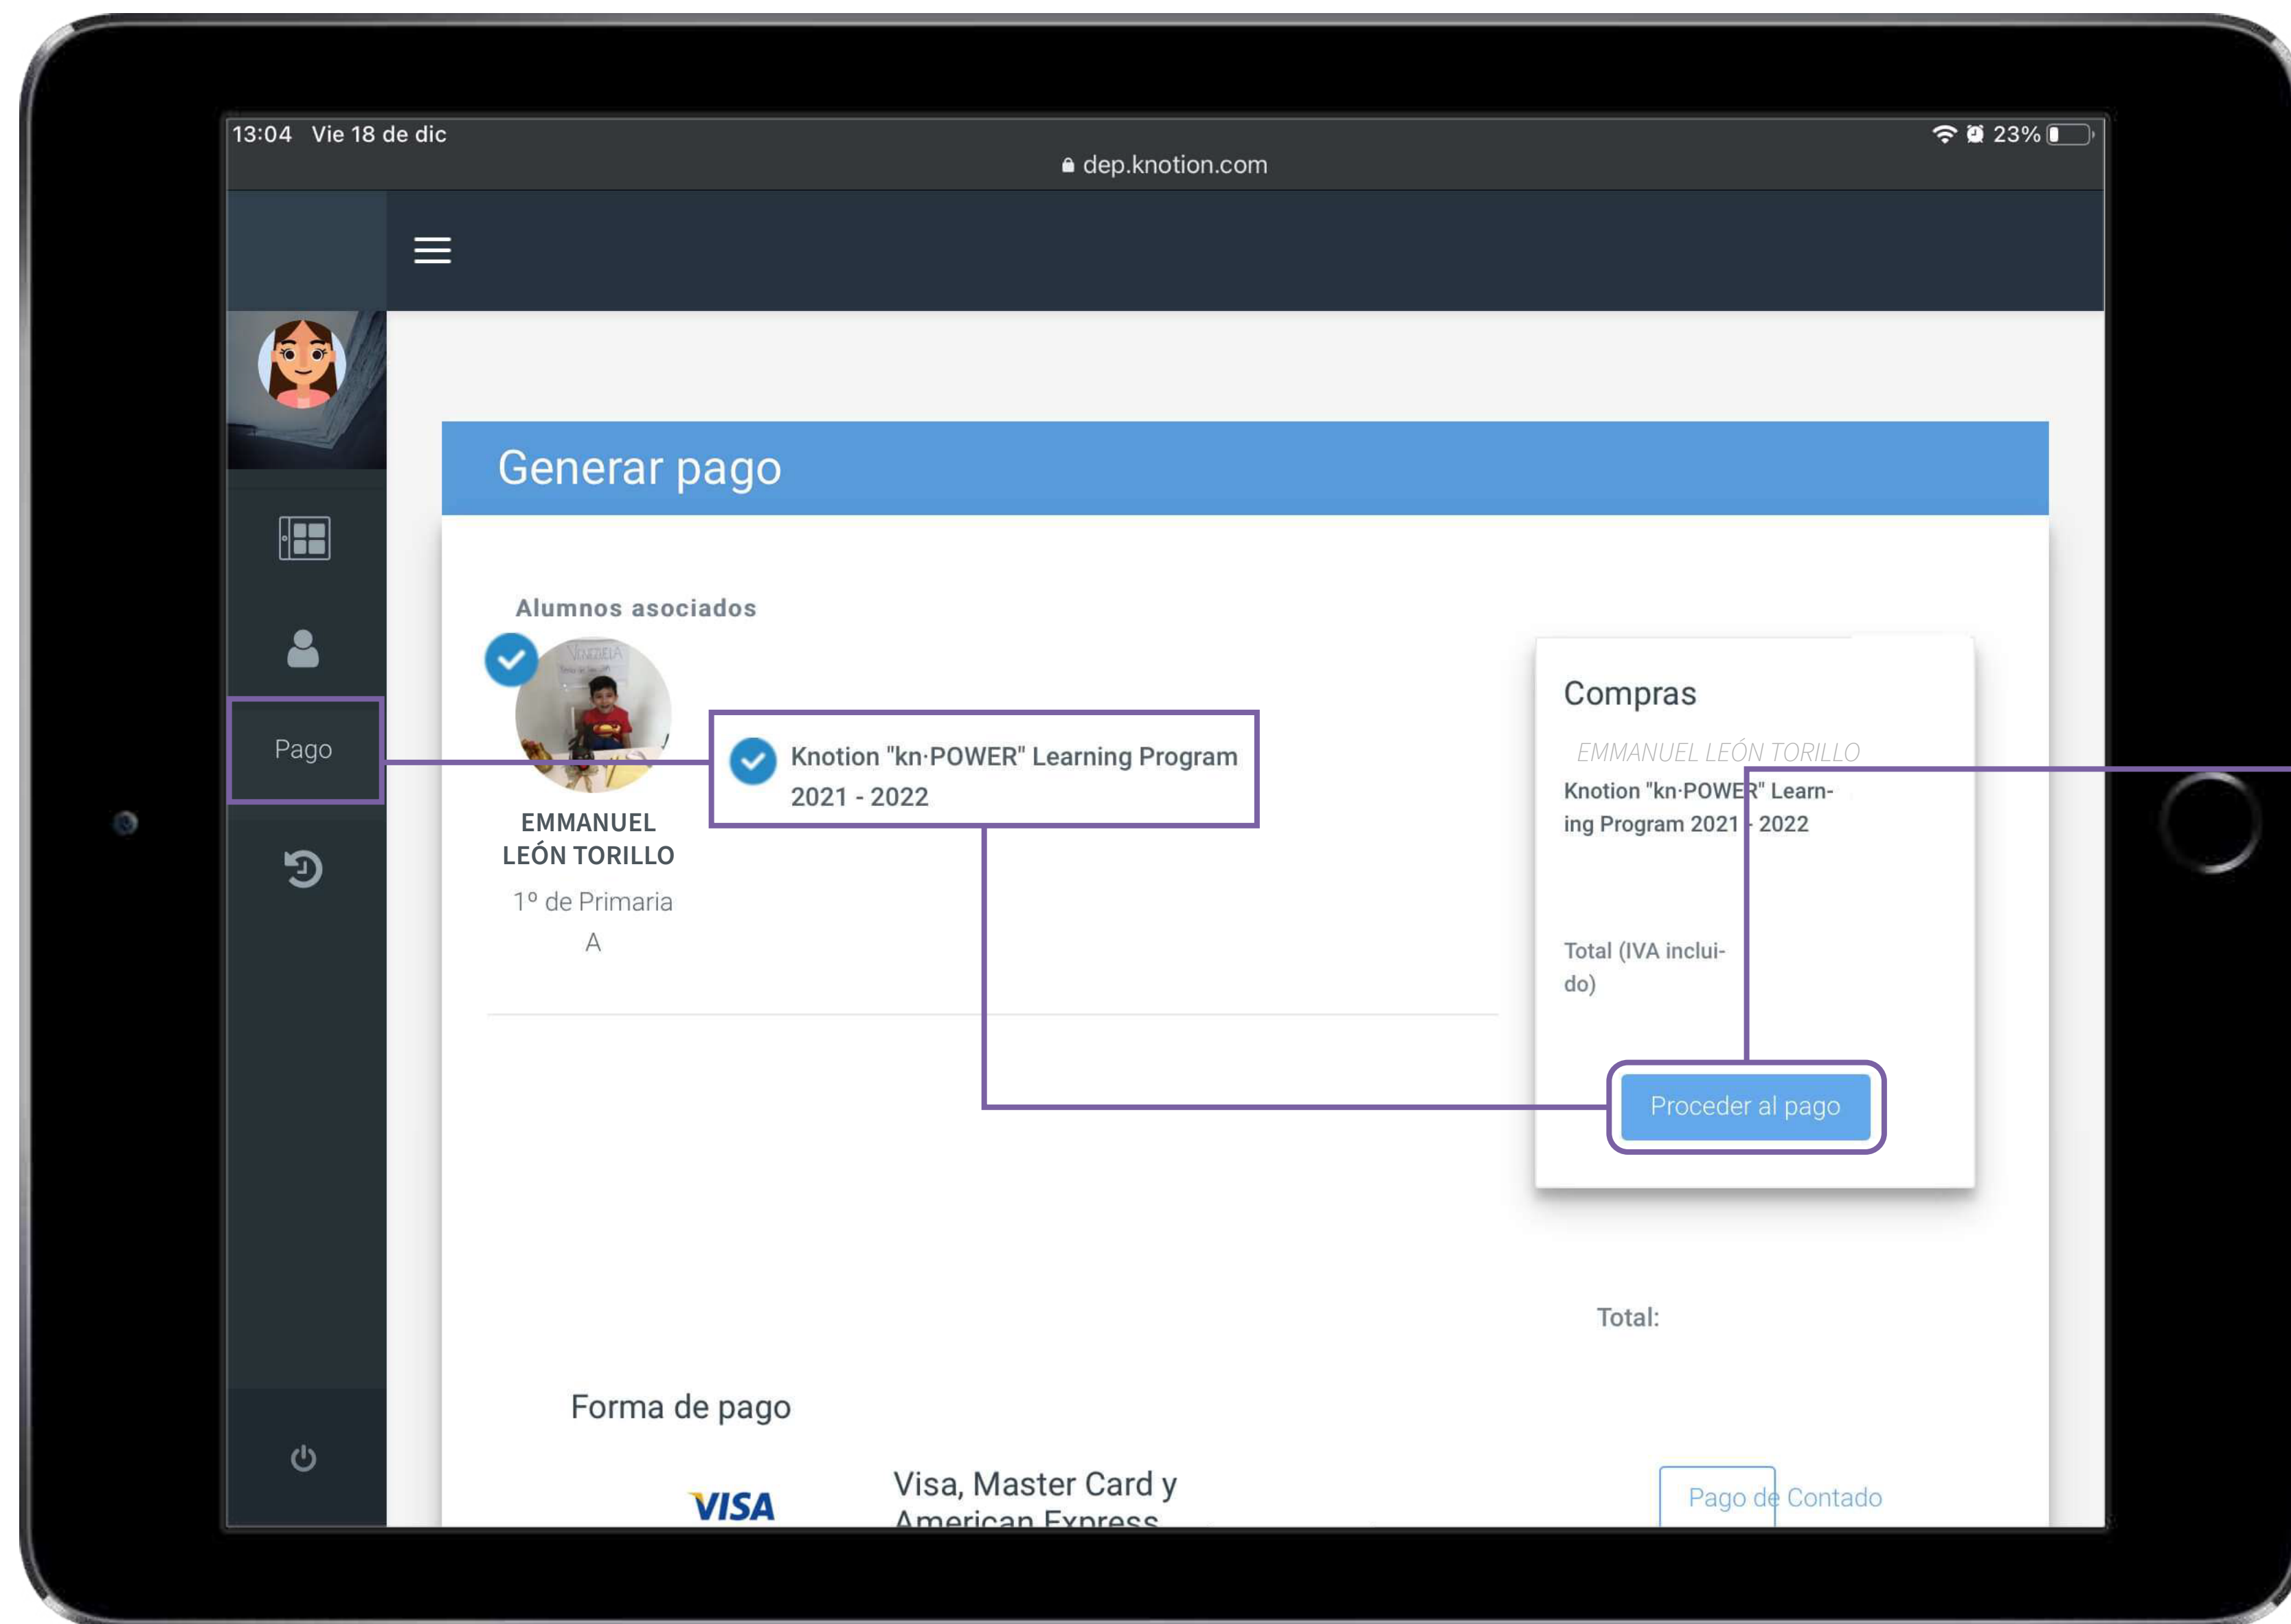 13:04 Vie 18 de dic
23%
dep.knotion.com
Generar pago
Alumnos asociados
VENEZUELA
Pago
Knotion "kn·POWER" Learning Program
2021 - 2022
EMMANUEL
LEÓN TORILLO
1º de Primaria
A
Compras
EMMANUEL LEÓN TORILLO
Knotion "kn·POWER" Learn-
ing Program 2021 - 2022
Total (IVA inclui-
do)
Proceder al pago
Total:
Forma de pago
VISA
Visa, Master Card y
American Express
Pago de Contado